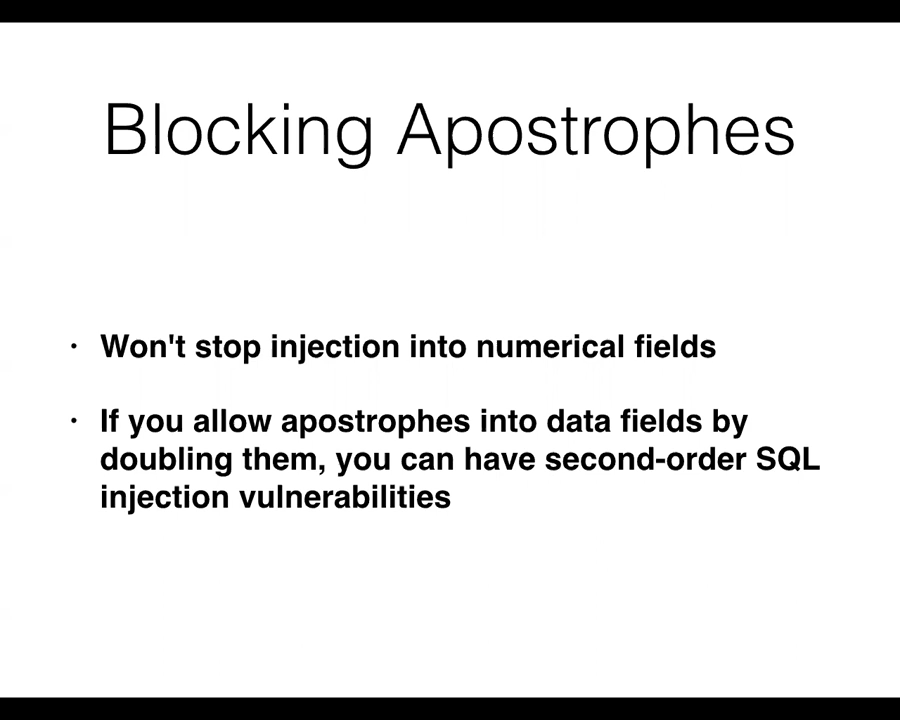 Blocking Apostrophes
• Won't stop injection into numerical fields
• If you allow apostrophes into data fields by
doubling them, you can have second-order SQL
injection vulnerabilities